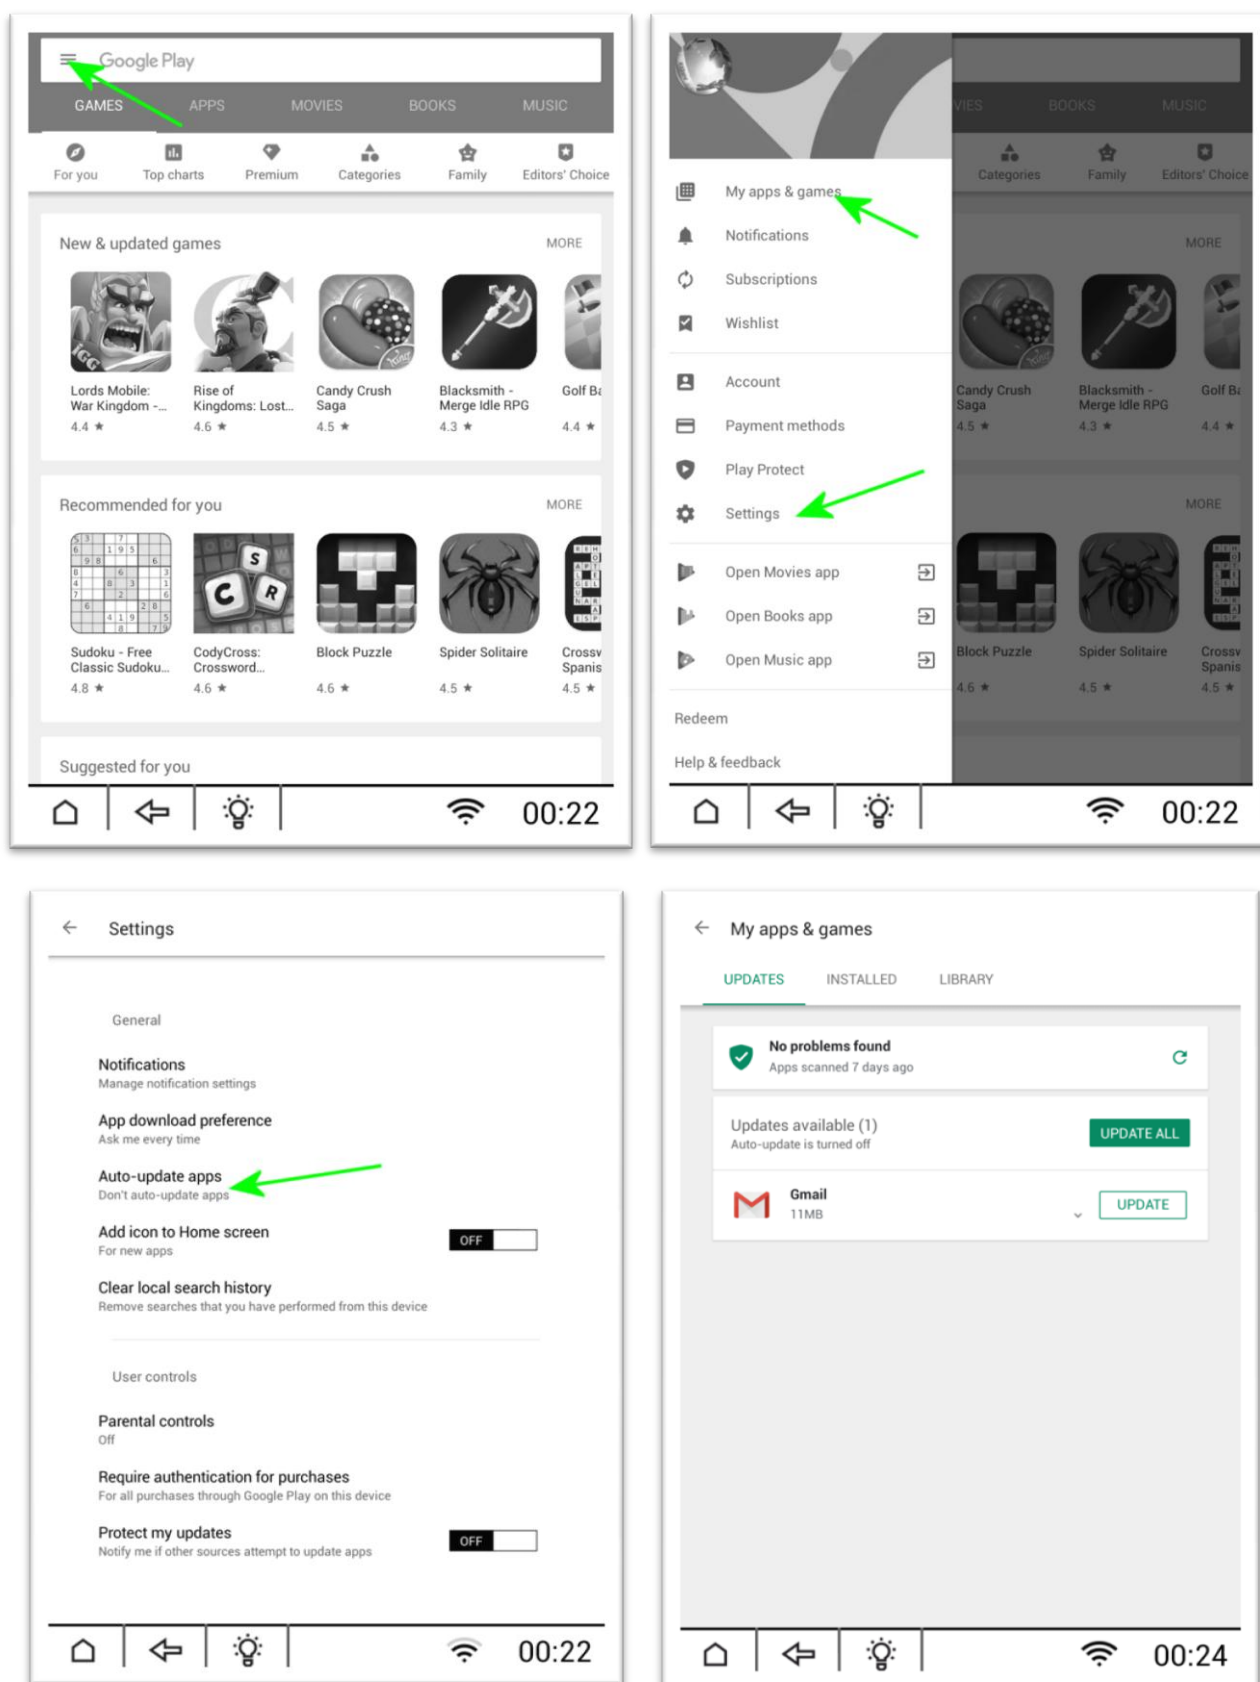 Google Play
GAMES APPS MOVIES BOOKS MUSIC
For you Top charts Premium Categories Family Editors' Choice
New & updated games MORE
Lords Mobile:
War Kingdom -...
4.4 ★
Rise of
Kingdoms: Lost...
4.6 ★
Candy Crush
Saga
4.5 ★
Blacksmith -
Merge Idle RPG
4.3 ★
Golf Ba
4.4 ★
Recommended for you MORE
Sudoku - Free
Classic Sudoku...
4.8 ★
CodyCross:
Crossword...
4.6 ★
Block Puzzle
4.6 ★
Spider Solitaire
4.5 ★
Crossw
Spanis
4.5 ★
Suggested for you
00:22
My apps & games
Notifications
Subscriptions
Wishlist
Account
Payment methods
Play Protect
Settings
Open Movies app
Open Books app
Open Music app
Redeem
Help & feedback
VIES BOOKS MUSIC
Categories Family Editors' Choice
MORE
Candy Crush
Saga
4.5 ★
Blacksmith -
Merge Idle RPG
4.3 ★
Golf Ba
4.4 ★
MORE
Block Puzzle
4.6 ★
Spider Solitaire
4.5 ★
Crossw
Spanis
4.5 ★
00:22
Settings
General
Notifications
Manage notification settings
App download preference
Ask me every time
Auto-update apps
Don't auto-update apps
Add icon to Home screen
For new apps
OFF
Clear local search history
Remove searches that you have performed from this device
User controls
Parental controls
Off
Require authentication for purchases
For all purchases through Google Play on this device
Protect my updates
Notify me if other sources attempt to update apps
OFF
00:22
My apps & games
UPDATES INSTALLED LIBRARY
No problems found
Apps scanned 7 days ago
Updates available (1)
Auto-update is turned off
UPDATE ALL
Gmail
11MB
UPDATE
00:24